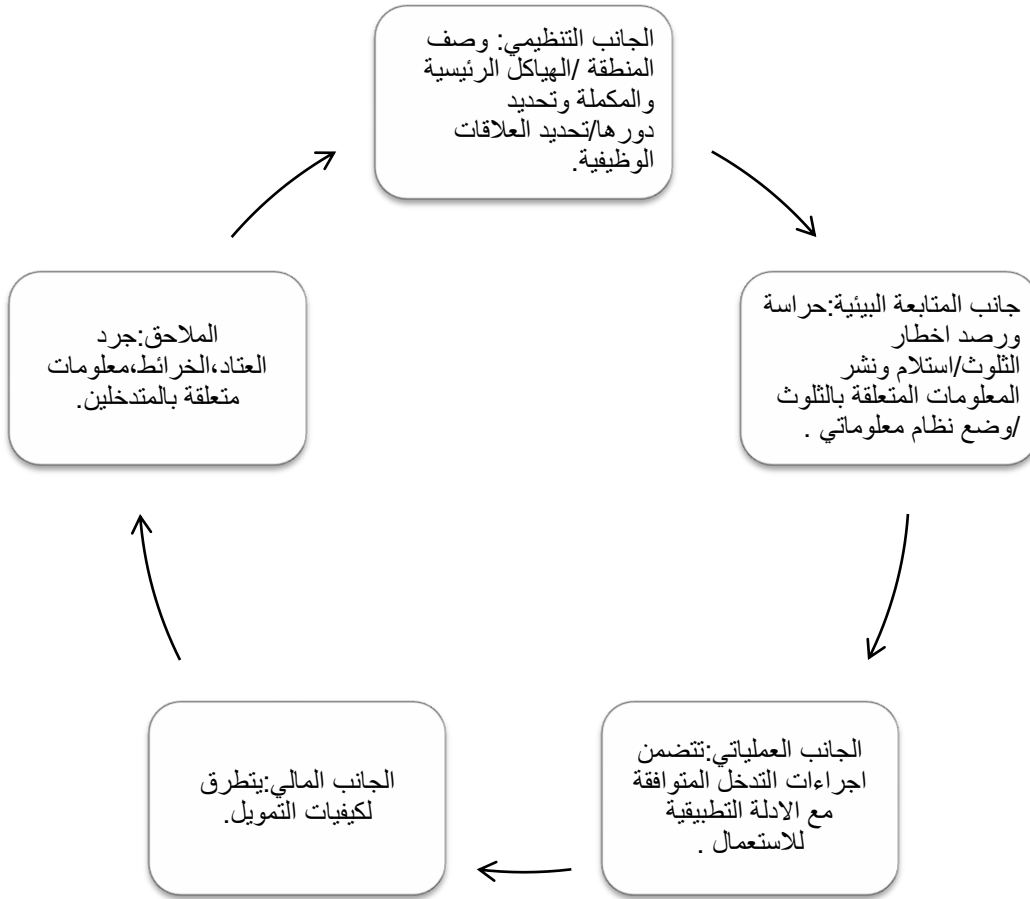 الجانب التنظيمي: وصف
المنطقة /الهياكل الرئيسية
والمكملة وتحديد
دورها/تحديد العلاقات
الوظيفية.
جانب المتابعة البيئية:حراسة
ورصد اخطار
التلوث/استلام ونشر
المعلومات المتعلقة بالتلوث
/وضع نظام معلوماتي .
الجانب العملياتي:تتضمن
اجراءات التدخل المتوافقة
مع الادلة التطبيقية
للاستعمال .
الجانب المالي:يتطرق
لكيفيات التمويل.
الملاحق:جرد
العتاد،الخرائط،معلومات
متعلقة بالمتدخلين.